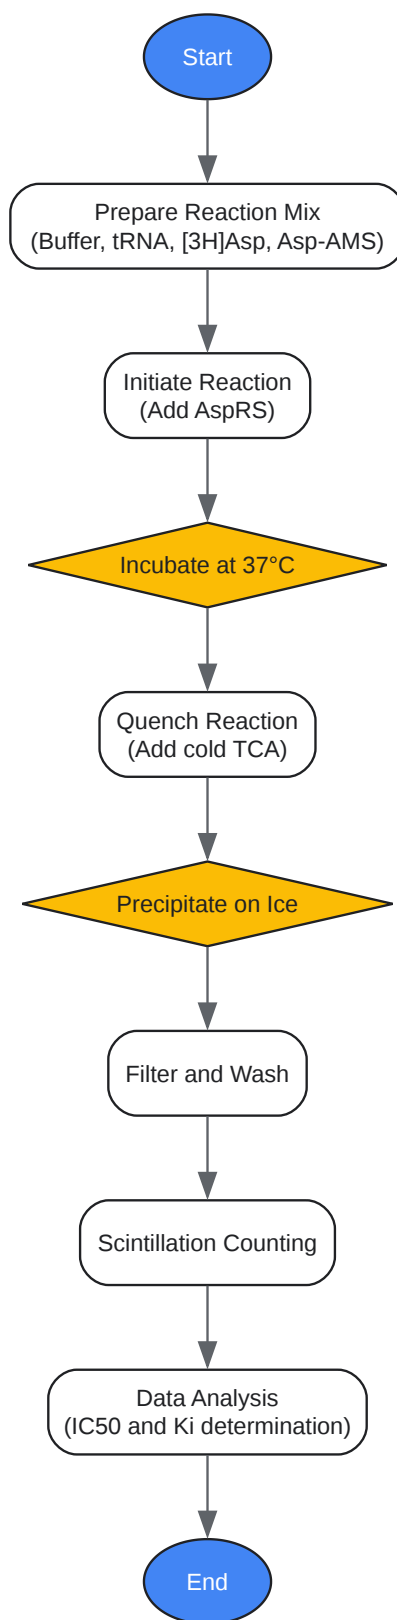 Start
Prepare Reaction Mix
(Buffer, tRNA, [3H]Asp, Asp-AMS)
Initiate Reaction
(Add AspRS)
Incubate at 37°C
Quench Reaction
(Add cold TCA)
Precipitate on Ice
Filter and Wash
Scintillation Counting
Data Analysis
(IC50 and Ki determination)
End